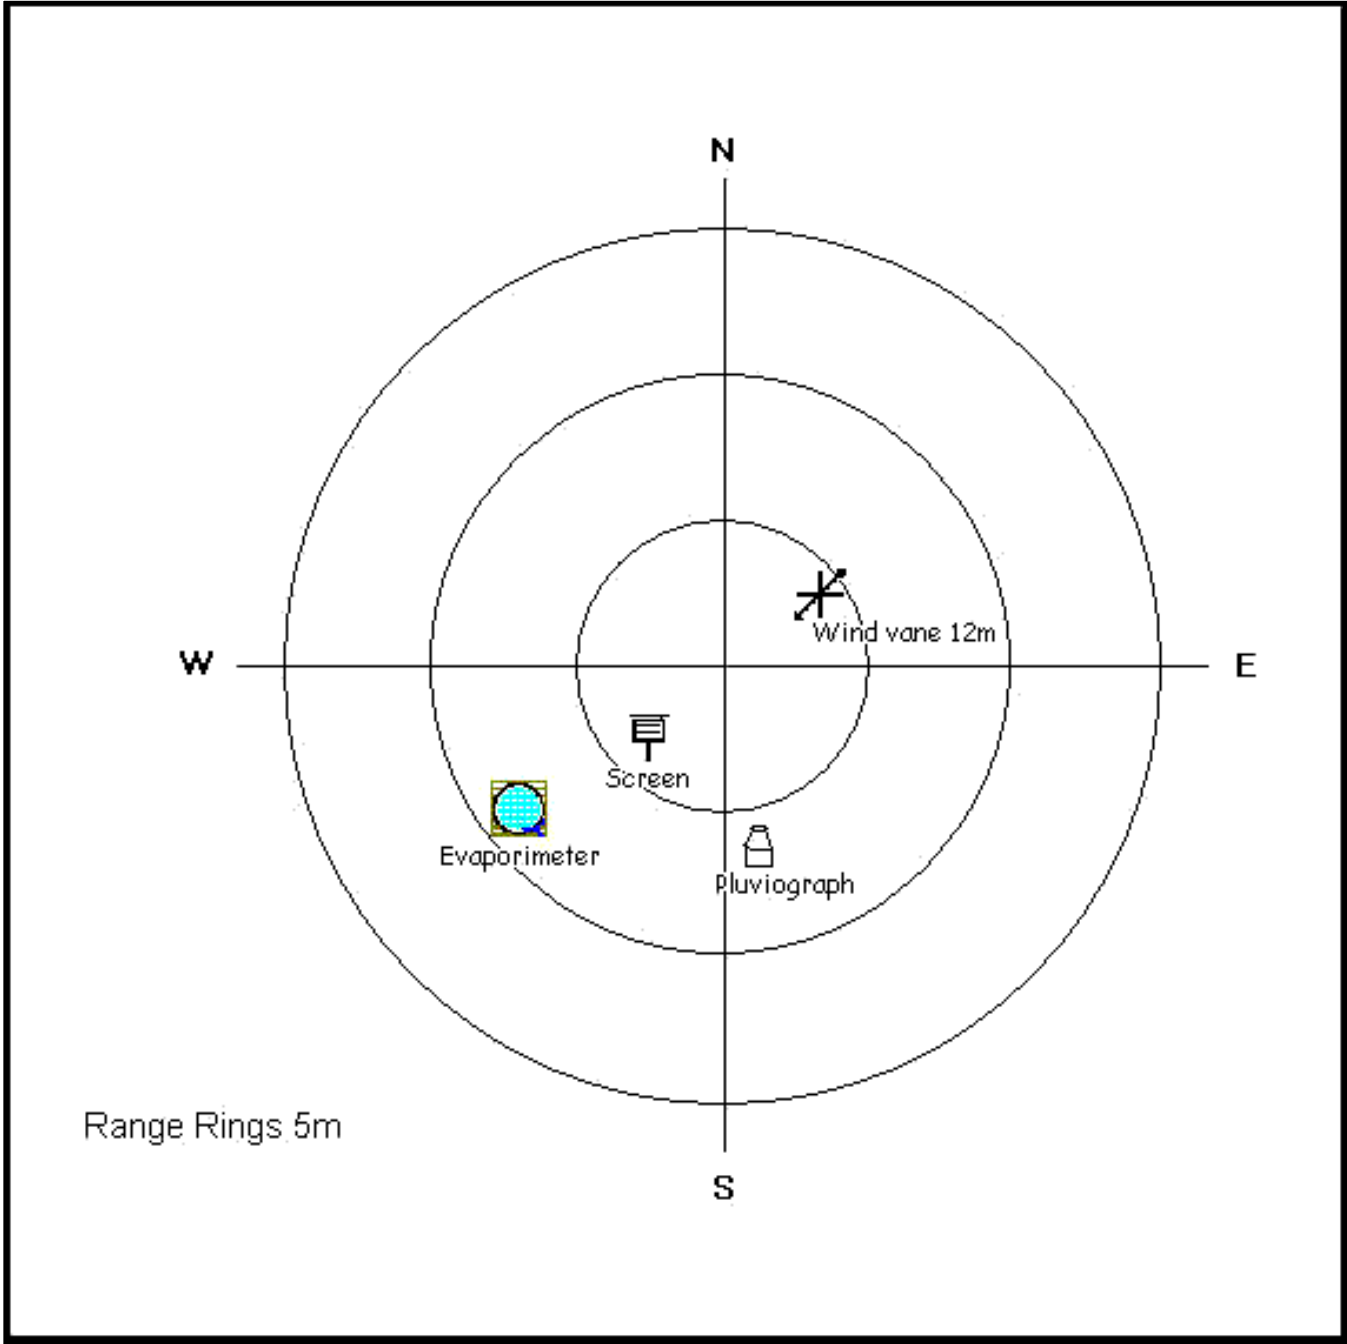 N
Wind vane 12m
W
E
Screen
Evaporimeter
Pluviograph
Range Rings 5m
S